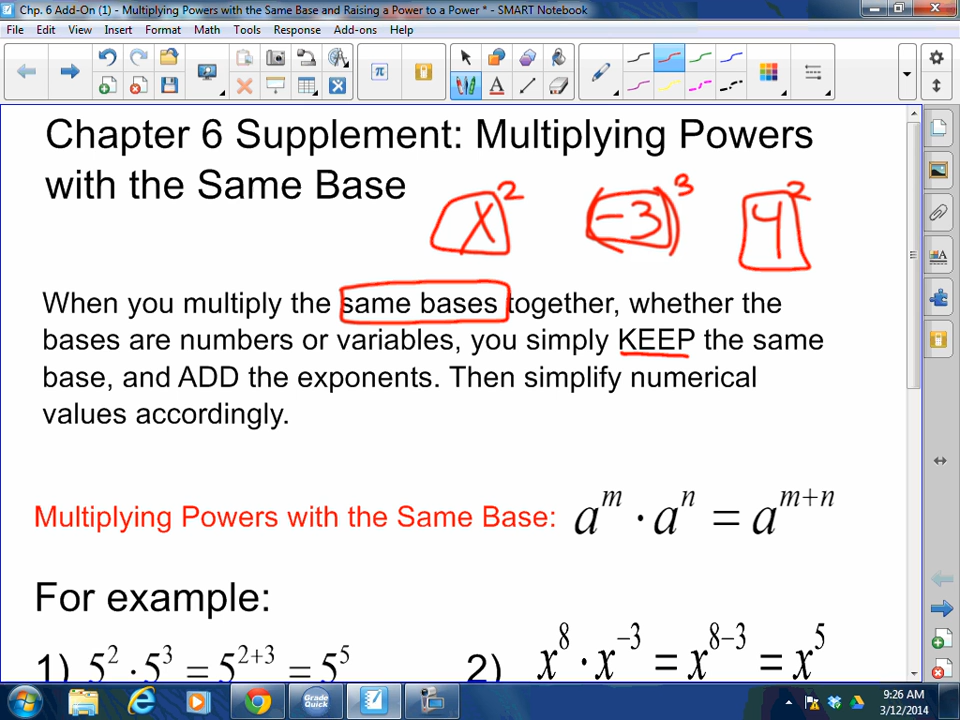 Chp. 6 Add-On (1) - Multiplying Powers with the Same Base and Raising a Power to a Power * - SMART Notebook
File Edit View Insert Format Math Tools Response Add-ons Help
Chapter 6 Supplement: Multiplying Powers
with the Same Base
x² (-3)³ 4²
When you multiply the same bases together, whether the
bases are numbers or variables, you simply KEEP the same
base, and ADD the exponents. Then simplify numerical
values accordingly.
Multiplying Powers with the Same Base: aᵐ · aⁿ = aᵐ⁺ⁿ
For example:
1) 5² · 5³ = 5²⁺³ = 5⁵ 2) x⁸ · x⁻³ = x⁸⁻³ = x⁵
Grade Quick
9:26 AM
3/12/2014